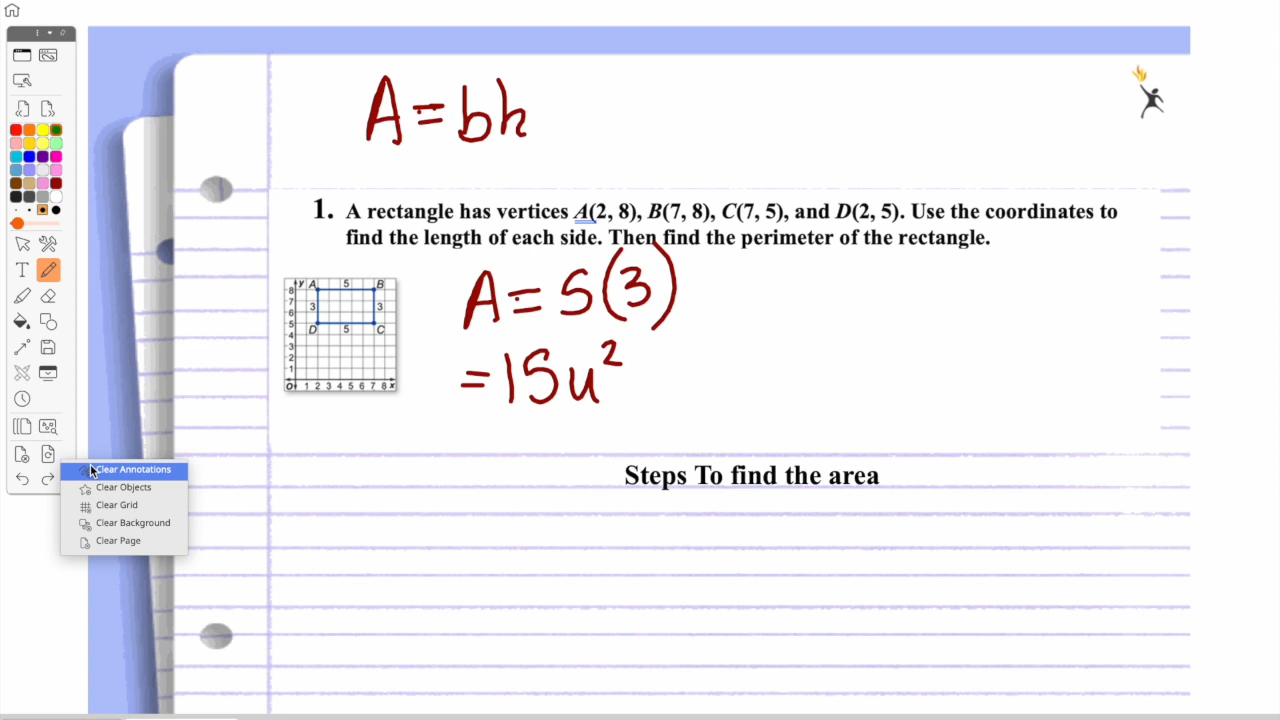 A = bh
1. A rectangle has vertices A(2, 8), B(7, 8), C(7, 5), and D(2, 5). Use the coordinates to
find the length of each side. Then find the perimeter of the rectangle.
y A 5 B
8
7
6 3 3
5 D 5 C
4
3
2
1
O 1 2 3 4 5 6 7 8 x
A = 5(3)
= 15u²
Steps To find the area
T
Clear Annotations
Clear Objects
Clear Grid
Clear Background
Clear Page